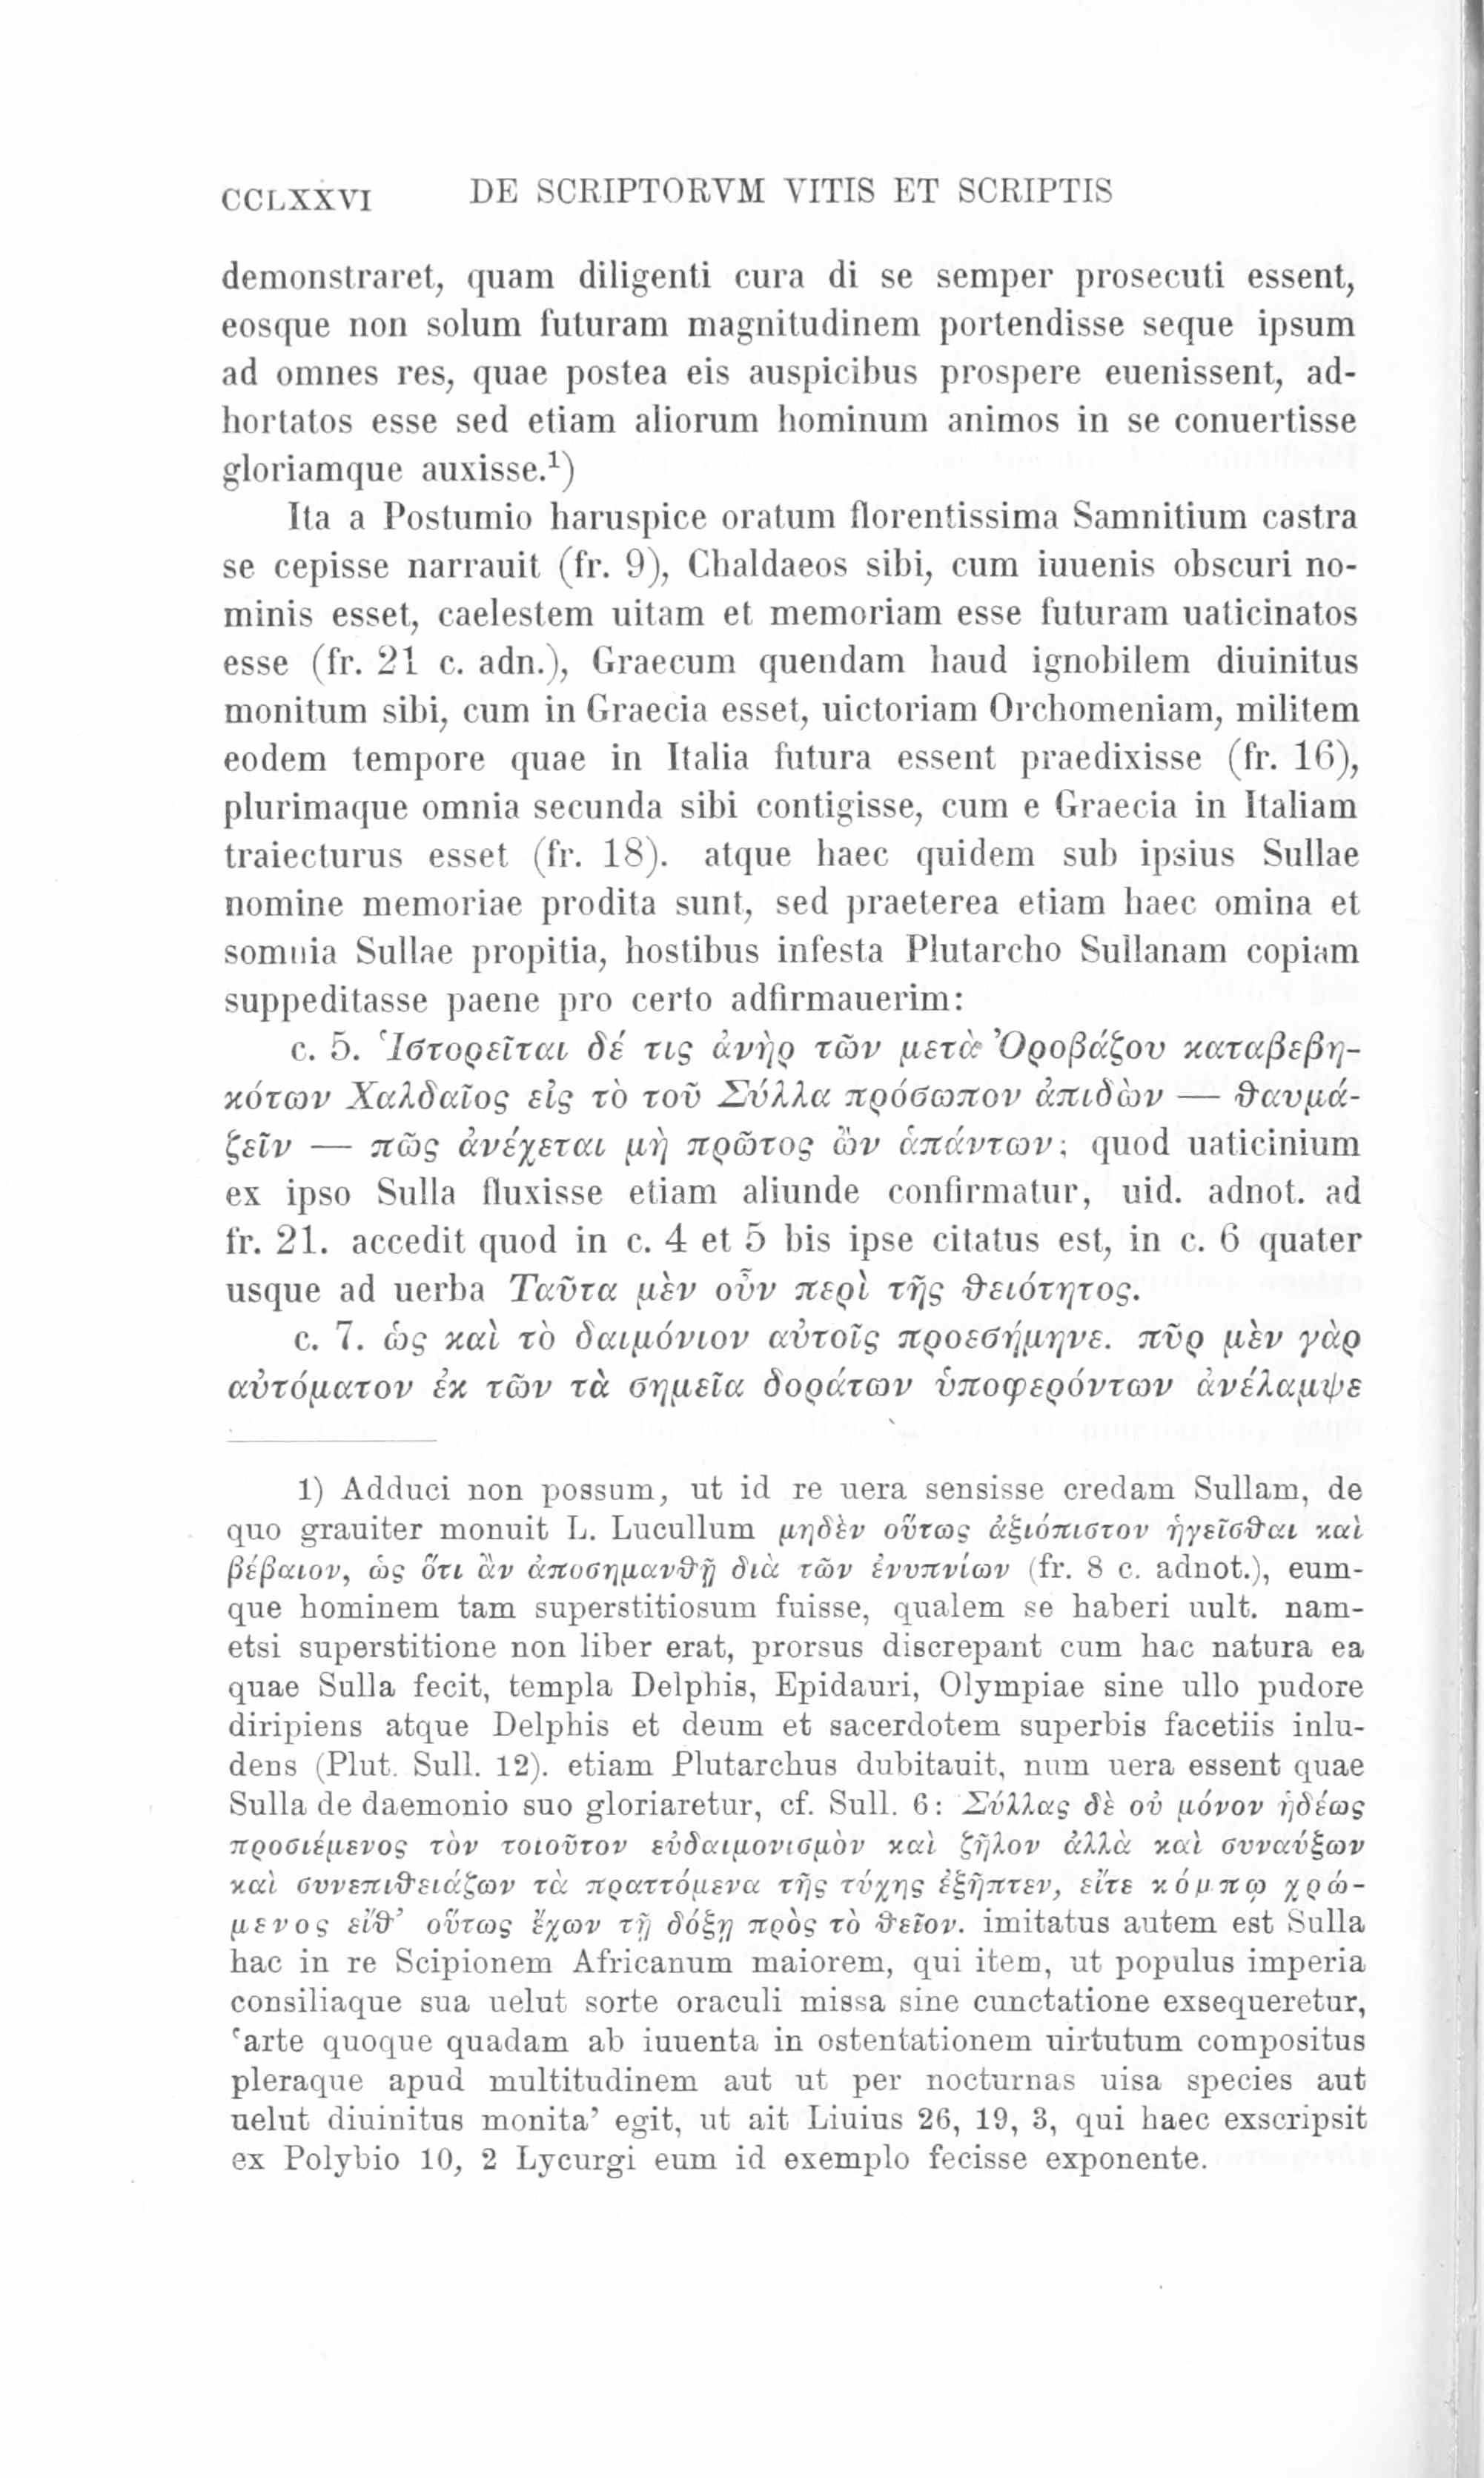 CCLXXVI DE SCRIPTORVM VITIS ET SCRIPTIS
demonstraret, quam diligenti cura di se semper prosecuti essent,
eosque non solum futuram magnitudinem portendisse seque ipsum
ad omnes res, quae postea eis auspicibus prospere euenissent, ad-
hortatos esse sed etiam aliorum hominum animos in se conuertisse
gloriamque auxisse.¹)
Ita a Postumio haruspice oratum florentissima Samnitium castra
se cepisse narrauit (fr. 9), Chaldaeos sibi, cum iuuenis obscuri no-
minis esset, caelestem uitam et memoriam esse futuram uaticinatos
esse (fr. 21 c. adn.), Graecum quendam haud ignobilem diuinitus
monitum sibi, cum in Graecia esset, uictoriam Orchomeniam, militem
eodem tempore quae in Italia futura essent praedixisse (fr. 16),
plurimaque omnia secunda sibi contigisse, cum e Graecia in Italiam
traiecturus esset (fr. 18). atque haec quidem sub ipsius Sullae
nomine memoriae prodita sunt, sed praeterea etiam haec omina et
somnia Sullae propitia, hostibus infesta Plutarcho Sullanam copiam
suppeditasse paene pro certo adfirmauerim:
c. 5. Ἱστορεῖται δέ τις ἀνὴρ τῶν μετὰ Ὀροβάζου καταβεβη-
κότων Χαλδαῖος εἰς τὸ τοῦ Σύλλα πρόσωπον ἀπιδὼν — ϑαυμά-
ζεῖν — πῶς ἀνέχεται μὴ πρῶτος ὢν ἁπάντων; quod uaticinium
ex ipso Sulla fluxisse etiam aliunde confirmatur, uid. adnot. ad
fr. 21. accedit quod in c. 4 et 5 bis ipse citatus est, in c. 6 quater
usque ad uerba Ταῦτα μὲν οὖν περὶ τῆς ϑειότητος.
c. 7. ὡς καὶ τὸ δαιμόνιον αὐτοῖς προεσήμηνε. πῦρ μὲν γὰρ
αὐτόματον ἐκ τῶν τὰ σημεῖα δοράτων ὑποφερόντων ἀνέλαμψε
1) Adduci non possum, ut id re uera sensisse credam Sullam, de
quo grauiter monuit L. Lucullum μηδὲν οὕτως ἀξιόπιστον ἡγεῖσϑαι καὶ
βέβαιον, ὡς ὅτι ἂν ἀποσημανϑῇ διὰ τῶν ἐνυπνίων (fr. 8 c. adnot.), eum-
que hominem tam superstitiosum fuisse, qualem se haberi uult. nam-
etsi superstitione non liber erat, prorsus discrepant cum hac natura ea
quae Sulla fecit, templa Delphis, Epidauri, Olympiae sine ullo pudore
diripiens atque Delphis et deum et sacerdotem superbis facetiis inlu-
dens (Plut. Sull. 12). etiam Plutarchus dubitauit, num uera essent quae
Sulla de daemonio suo gloriaretur, cf. Sull. 6: Σύλλας δὲ οὐ μόνον ἡδέως
προσιέμενος τὸν τοιοῦτον εὐδαιμονισμὸν καὶ ζῆλον ἀλλὰ καὶ συναύξων
καὶ συνεπιϑειάζων τὰ πραττόμενα τῆς τύχης ἐξῆπτεν, εἴτε κόμπῳ χρώ-
μενος εἴϑ’ οὕτως ἔχων τῇ δόξῃ πρὸς τὸ ϑεῖον. imitatus autem est Sulla
hac in re Scipionem Africanum maiorem, qui item, ut populus imperia
consiliaque sua uelut sorte oraculi missa sine cunctatione exsequeretur,
‘arte quoque quadam ab iuuenta in ostentationem uirtutum compositus
pleraque apud multitudinem aut ut per nocturnas uisa species aut
uelut diuinitus monita’ egit, ut ait Liuius 26, 19, 3, qui haec exscripsit
ex Polybio 10, 2 Lycurgi eum id exemplo fecisse exponente.